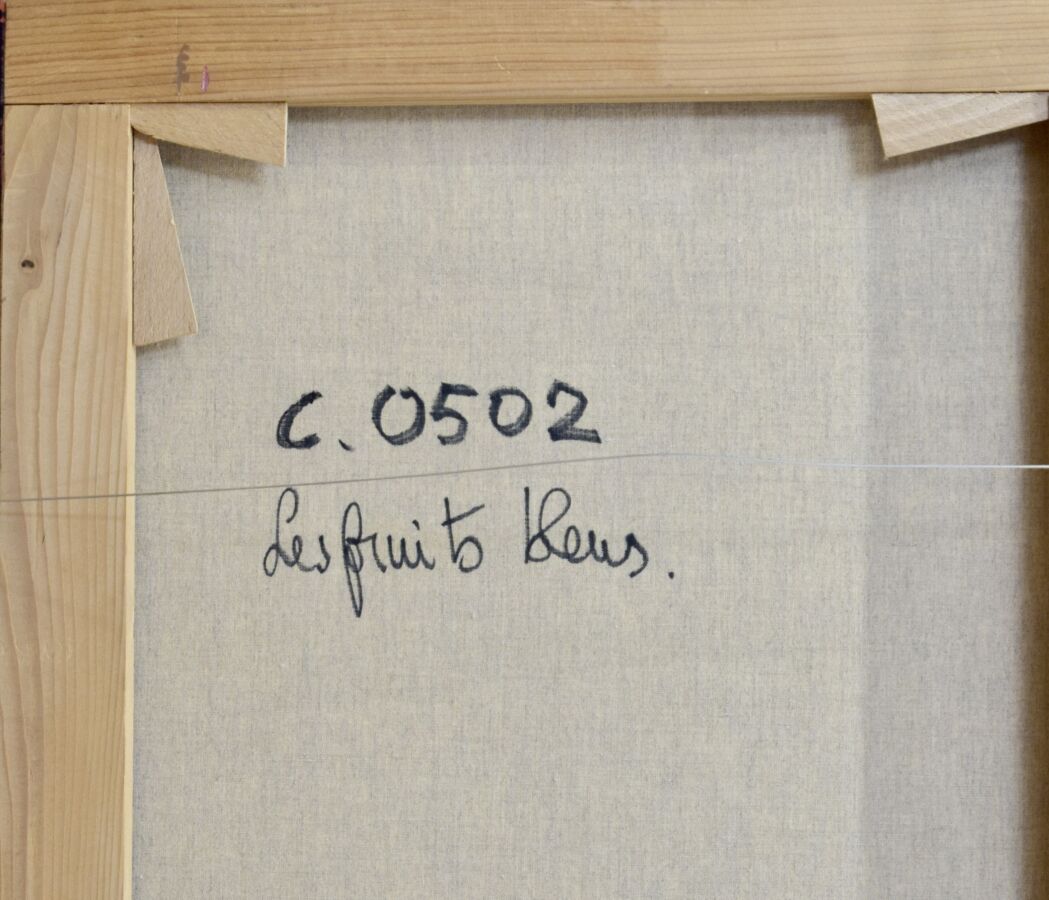 C. 0502
Les fruits bleus.